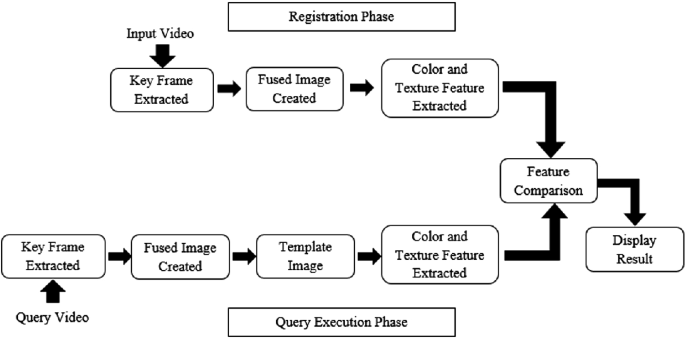 Registration Phase
Input Video
Key Frame
Extracted
Fused Image
Created
Color and
Texture Feature
Extracted
Feature
Comparison
Display
Result
Key Frame
Extracted
Fused Image
Created
Template
Image
Color and
Texture Feature
Extracted
Query Video
Query Execution Phase